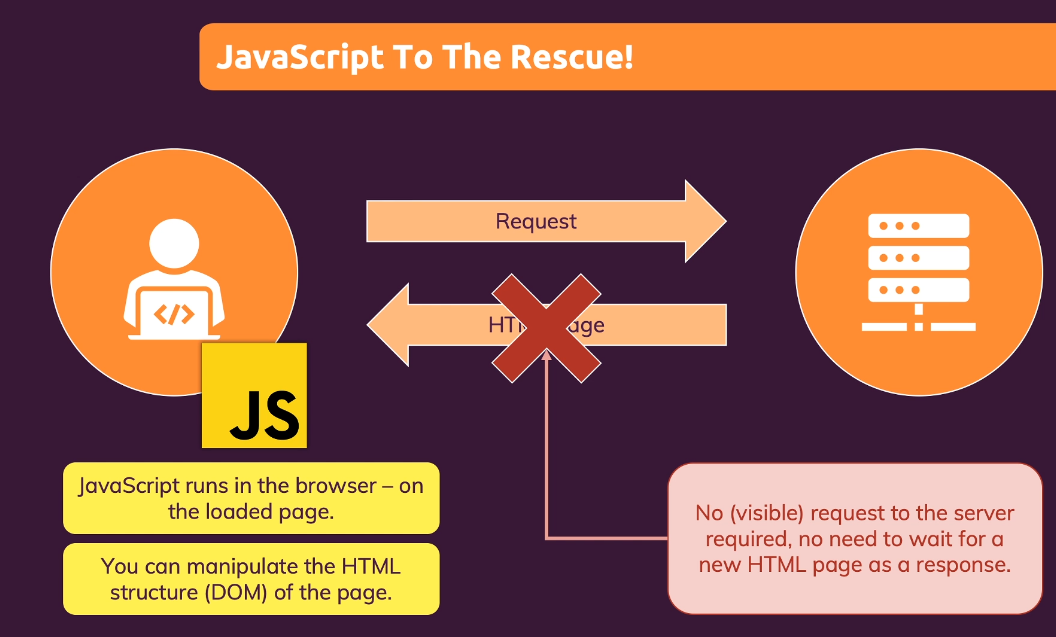 JavaScript To The Rescue!
Request
HT age
JS
JavaScript runs in the browser – on
the loaded page.
You can manipulate the HTML
structure (DOM) of the page.
No (visible) request to the server
required, no need to wait for a
new HTML page as a response.